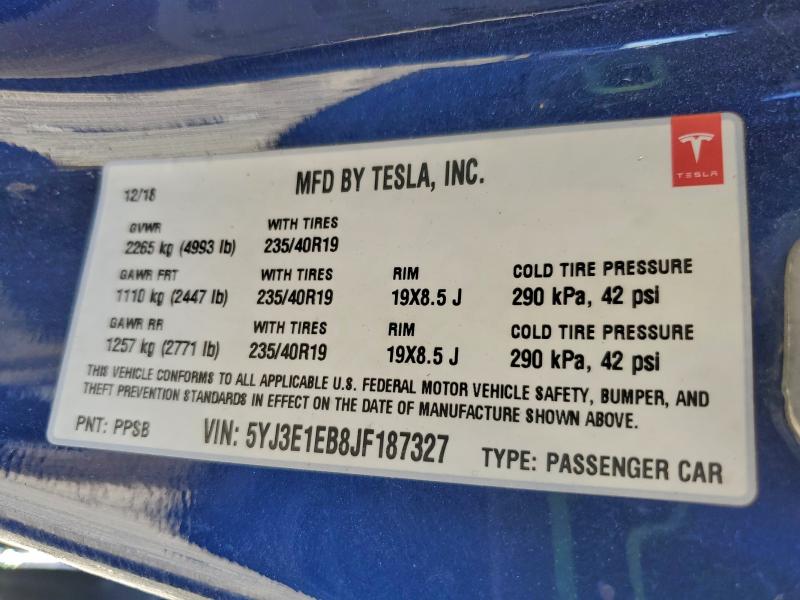 MFD BY TESLA, INC.
TESLA
12/18
GVWR WITH TIRES
2265 kg (4993 lb) 235/40R19
GAWR FRT WITH TIRES RIM COLD TIRE PRESSURE
1110 kg (2447 lb) 235/40R19 19X8.5 J 290 kPa, 42 psi
GAWR RR WITH TIRES RIM COLD TIRE PRESSURE
1257 kg (2771 lb) 235/40R19 19X8.5 J 290 kPa, 42 psi
THIS VEHICLE CONFORMS TO ALL APPLICABLE U.S. FEDERAL MOTOR VEHICLE SAFETY, BUMPER, AND
THEFT PREVENTION STANDARDS IN EFFECT ON THE DATE OF MANUFACTURE SHOWN ABOVE.
PNT: PPSB VIN: 5YJ3E1EB8JF187327 TYPE: PASSENGER CAR